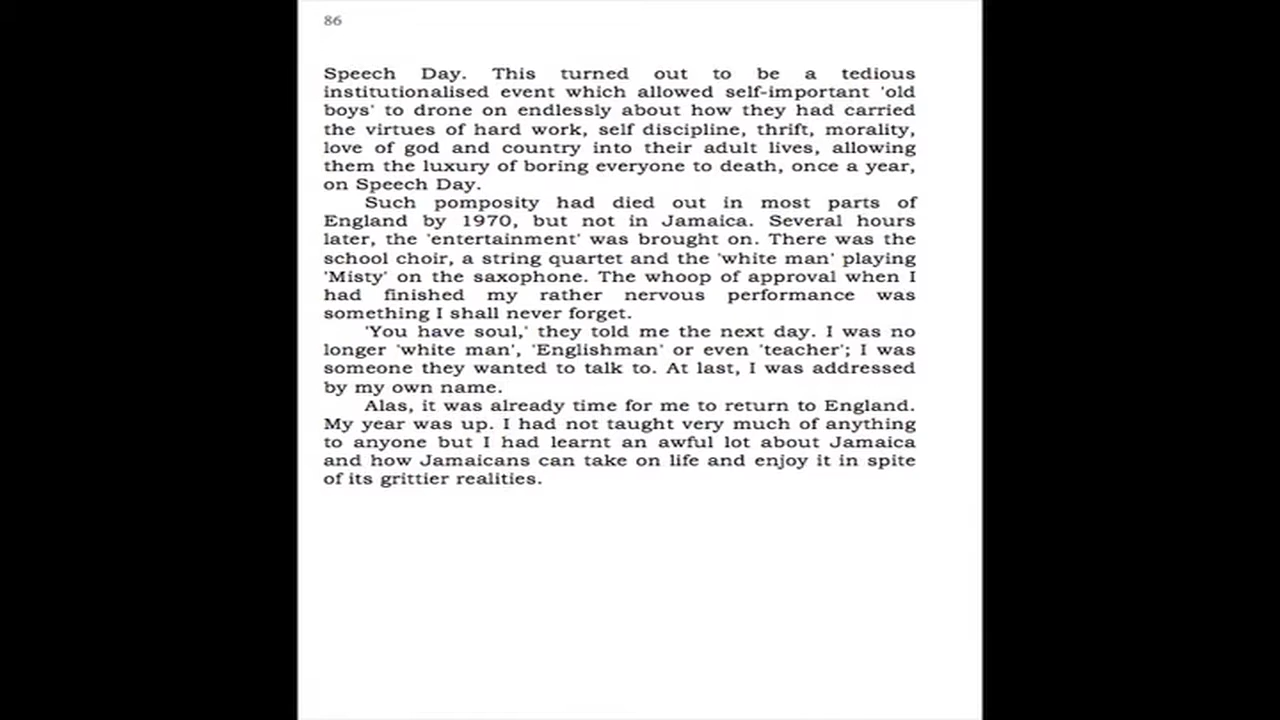 86
Speech Day. This turned out to be a tedious
institutionalised event which allowed self-important 'old
boys' to drone on endlessly about how they had carried
the virtues of hard work, self discipline, thrift, morality,
love of god and country into their adult lives, allowing
them the luxury of boring everyone to death, once a year,
on Speech Day.
Such pomposity had died out in most parts of
England by 1970, but not in Jamaica. Several hours
later, the 'entertainment' was brought on. There was the
school choir, a string quartet and the 'white man' playing
'Misty' on the saxophone. The whoop of approval when I
had finished my rather nervous performance was
something I shall never forget.
'You have soul,' they told me the next day. I was no
longer 'white man', 'Englishman' or even 'teacher'; I was
someone they wanted to talk to. At last, I was addressed
by my own name.
Alas, it was already time for me to return to England.
My year was up. I had not taught very much of anything
to anyone but I had learnt an awful lot about Jamaica
and how Jamaicans can take on life and enjoy it in spite
of its grittier realities.